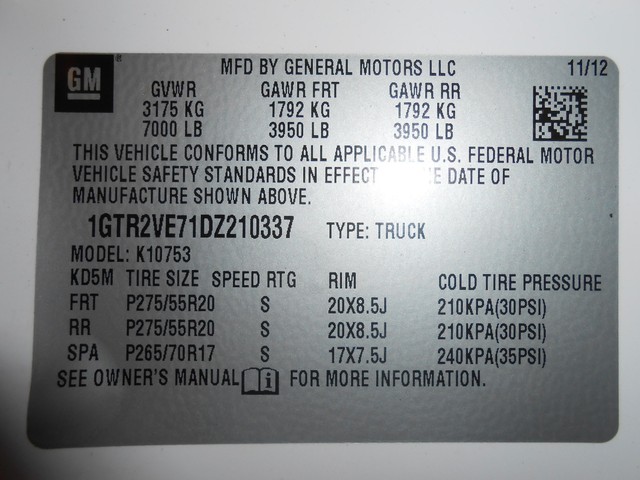 GM
MFD BY GENERAL MOTORS LLC 11/12
GVWR GAWR FRT GAWR RR
3175 KG 1792 KG 1792 KG
7000 LB 3950 LB 3950 LB
THIS VEHICLE CONFORMS TO ALL APPLICABLE U.S. FEDERAL MOTOR
VEHICLE SAFETY STANDARDS IN EFFECT DATE OF
MANUFACTURE SHOWN ABOVE.
1GTR2VE71DZ210337 TYPE: TRUCK
MODEL: K10753
KD5M TIRE SIZE SPEED RTG RIM COLD TIRE PRESSURE
FRT P275/55R20 S 20X8.5J 210KPA(30PSI)
RR P275/55R20 S 20X8.5J 210KPA(30PSI)
SPA P265/70R17 S 17X7.5J 240KPA(35PSI)
SEE OWNER'S MANUAL i FOR MORE INFORMATION.